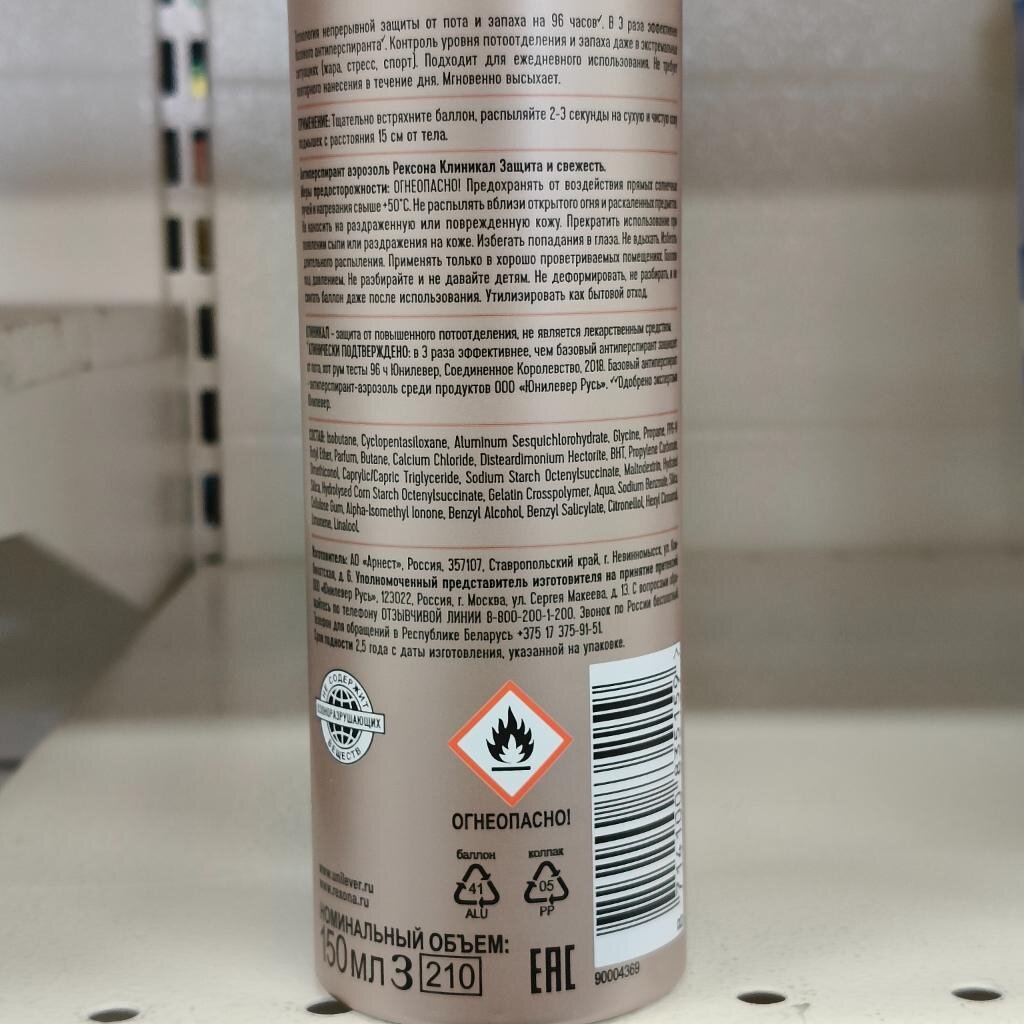 непрерывной защиты от пота и запаха на 96 часов✓. В 3 раза эффективнее
базового антиперспиранта✓. Контроль уровня потоотделения и запаха даже в экстремальных
ситуациях (жара, стресс, спорт). Подходит для ежедневного использования. Не требует
повторного нанесения в течение дня. Мгновенно высыхает.
ПРИМЕНЕНИЕ: Тщательно встряхните баллон, распыляйте 2-3 секунды на сухую и чистую кожу
подмышек с расстояния 15 см от тела.
Антиперспирант аэрозоль Рексона Клиникал Защита и свежесть.
Меры предосторожности: ОГНЕОПАСНО! Предохранять от воздействия прямых солнечных
лучей и нагревания свыше +50°С. Не распылять вблизи открытого огня и раскаленных предметов.
Не наносить на раздраженную или поврежденную кожу. Прекратить использование при
появлении сыпи или раздражения на коже. Избегать попадания в глаза. Не вдыхать. Избегать
длительного распыления. Применять только в хорошо проветриваемых помещениях. Баллон
под давлением. Не разбирайте и не давайте детям. Не деформировать, не разбирать, и не
сжигать баллон даже после использования. Утилизировать как бытовой отход.
КЛИНИКАЛ - защита от повышенного потоотделения, не является лекарственным средством.
✓КЛИНИЧЕСКИ ПОДТВЕРЖДЕНО: в 3 раза эффективнее, чем базовый антиперспирант защищает
от пота, хот рум тесты 96 ч Юнилевер, Соединенное Королевство, 2018. Базовый антиперспирант
-антиперспирант-аэрозоль среди продуктов ООО «Юнилевер Русь». ✓✓Одобрено экспертами
Юнилевер.
СОСТАВ: Isobutane, Cyclopentasiloxane, Aluminum Sesquichlorohydrate, Glycine, Propane, PPG-14
Butyl Ether, Parfum, Butane, Calcium Chloride, Disteardimonium Hectorite, BHT, Propylene Carbonate,
Dimethiconol, Caprylic/Capric Triglyceride, Sodium Starch Octenylsuccinate, Maltodextrin, Hydrated
Silica, Hydrolysed Corn Starch Octenylsuccinate, Gelatin Crosspolymer, Aqua, Sodium Benzoate, Silica,
Cellulose Gum, Alpha-Isomethyl Ionone, Benzyl Alcohol, Benzyl Salicylate, Citronellol, Hexyl Cinnamal,
Limonene, Linalool.
Изготовитель: АО «Арнест», Россия, 357107, Ставропольский край, г. Невинномысск, ул. Ком-
бинатская, д. 6. Уполномоченный представитель изготовителя на принятие претензий
ООО «Юнилевер Русь», 123022, Россия, г. Москва, ул. Сергея Макеева, д. 13. С вопросами обра-
щайтесь по телефону ОТЗЫВЧИВОЙ ЛИНИИ 8-800-200-1-200. Звонок по России бесплатный.
Телефон для обращений в Республике Беларусь +375 17 375-91-51.
Срок годности 2,5 года с даты изготовления, указанной на упаковке.
НЕ СОДЕРЖИТ
ОЗОНОРАЗРУШАЮЩИХ
ВЕЩЕСТВ
ОГНЕОПАСНО!
баллон колпак
41 05
ALU PP
www.unilever.ru
www.rexona.ru
НОМИНАЛЬНЫЙ ОБЪЕМ:
150 МЛ 3 210
EAC
90004369